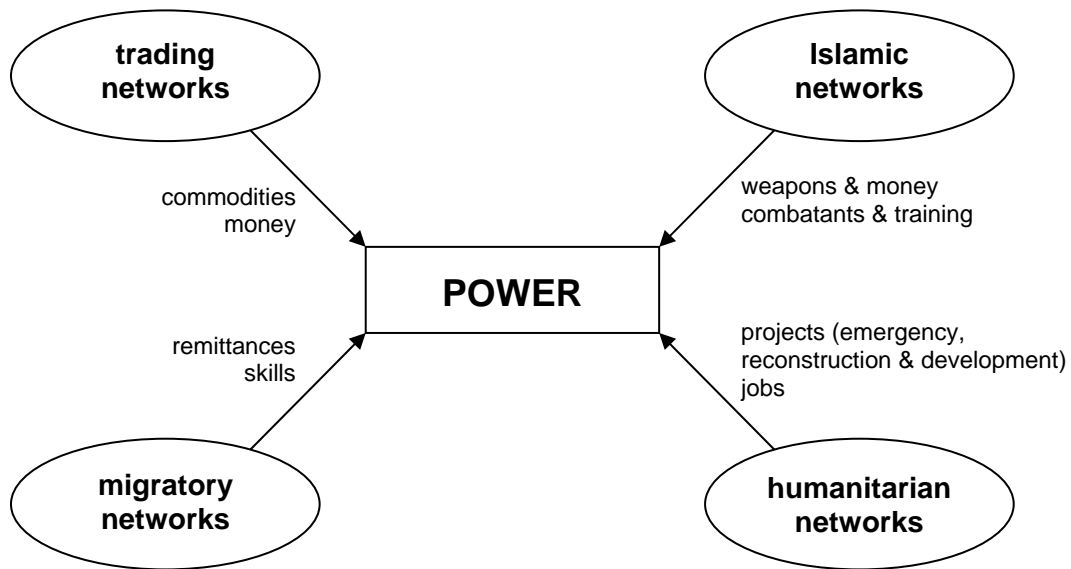 trading
networks
Islamic
networks
commodities
money
weapons & money
combatants & training
POWER
remittances
skills
projects (emergency,
reconstruction & development)
jobs
migratory
networks
humanitarian
networks